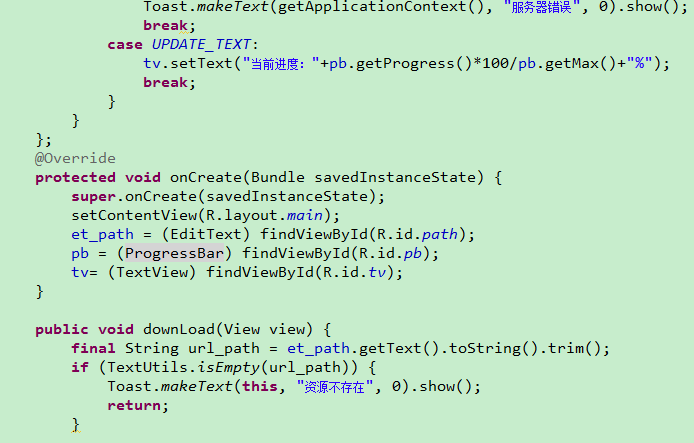 Toast.makeText(getApplicationContext(), "服务器错误", 0).show();
break;
case UPDATE_TEXT:
tv.setText("当前进度："+pb.getProgress()*100/pb.getMax()+"%");
break;
}
}
};
@Override
protected void onCreate(Bundle savedInstanceState) {
super.onCreate(savedInstanceState);
setContentView(R.layout.main);
et_path = (EditText) findViewById(R.id.path);
pb = (ProgressBar) findViewById(R.id.pb);
tv= (TextView) findViewById(R.id.tv);
}
public void downLoad(View view) {
final String url_path = et_path.getText().toString().trim();
if (TextUtils.isEmpty(url_path)) {
Toast.makeText(this, "资源不存在", 0).show();
return;
}